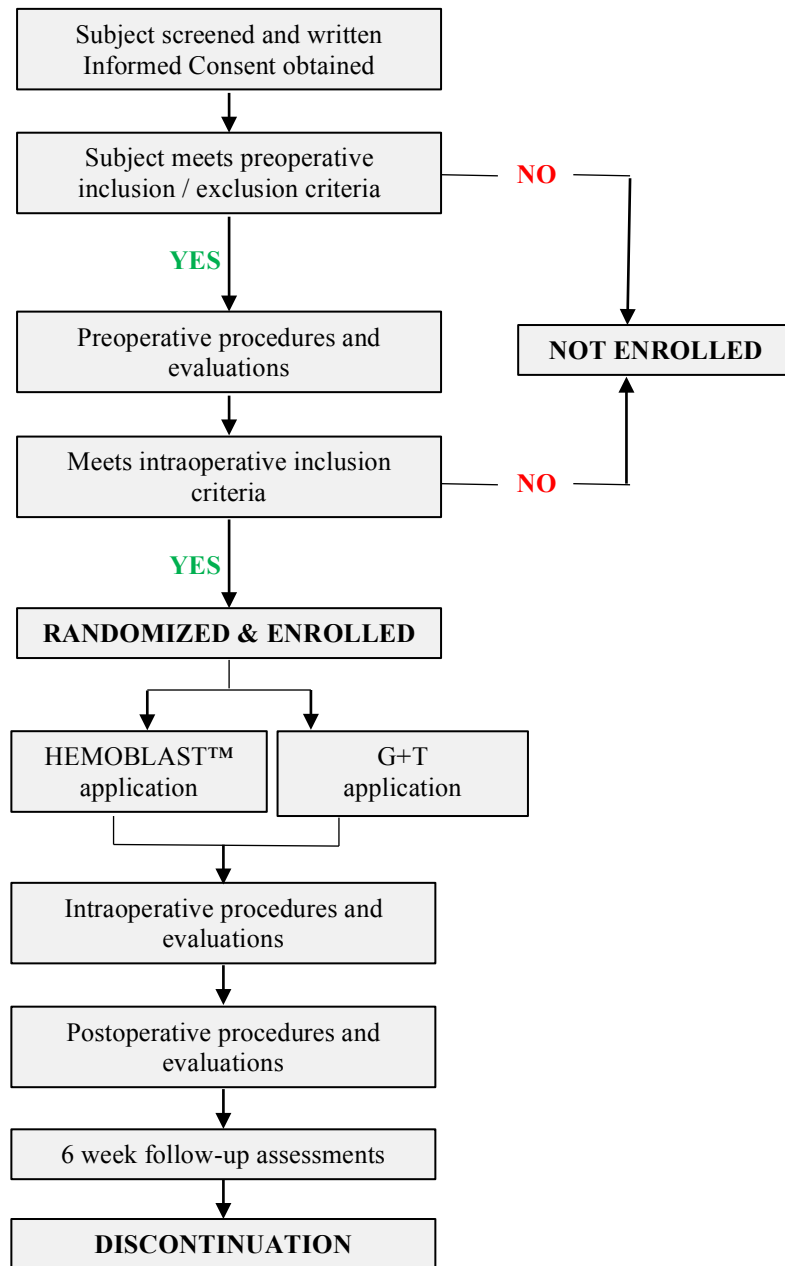 Subject screened and written
Informed Consent obtained
Subject meets preoperative
inclusion / exclusion criteria
NO
YES
Preoperative procedures and
evaluations
NOT ENROLLED
Meets intraoperative inclusion
criteria
NO
YES
RANDOMIZED & ENROLLED
HEMOBLAST™
application
G+T
application
Intraoperative procedures and
evaluations
Postoperative procedures and
evaluations
6 week follow-up assessments
DISCONTINUATION